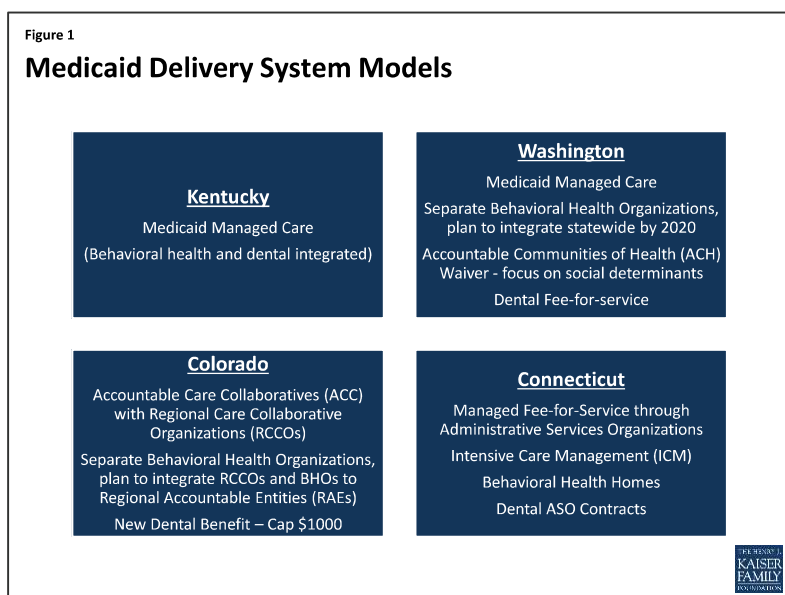 Figure 1
Medicaid Delivery System Models
Kentucky
Medicaid Managed Care
(Behavioral health and dental integrated)
Washington
Medicaid Managed Care
Separate Behavioral Health Organizations,
plan to integrate statewide by 2020
Accountable Communities of Health (ACH)
Waiver - focus on social determinants
Dental Fee-for-service
Colorado
Accountable Care Collaboratives (ACC)
with Regional Care Collaborative
Organizations (RCCOs)
Separate Behavioral Health Organizations,
plan to integrate RCCOs and BHOs to
Regional Accountable Entities (RAEs)
New Dental Benefit – Cap $1000
Connecticut
Managed Fee-for-Service through
Administrative Services Organizations
Intensive Care Management (ICM)
Behavioral Health Homes
Dental ASO Contracts
THE HENRY J.
KAISER
FAMILY
FOUNDATION